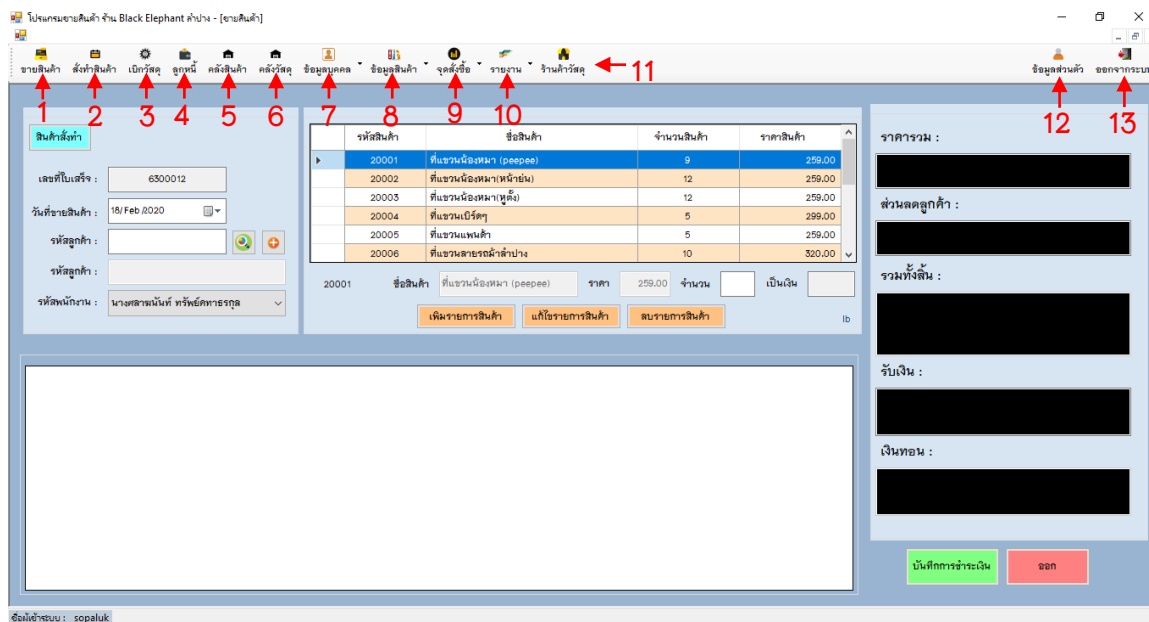 โปรแกรมขายสินค้า ร้าน Black Elephant ลำปาง - [ขายสินค้า]
ขายสินค้า สั่งทำสินค้า เบิกวัสดุ ลูกหนี้ คลังสินค้า คลังวัสดุ ข้อมูลบุคคล ข้อมูลสินค้า จุดสั่งซื้อ รายงาน ร้านค้าวัสดุ ข้อมูลส่วนตัว ออกจากระบบ
1 2 3 4 5 6 7 8 9 10 11 12 13
สินค้าสั่งทำ
เลขที่ใบเสร็จ : 6300012
วันที่ขายสินค้า : 18/ Feb /2020
รหัสลูกค้า :
รหัสลูกค้า :
รหัสพนักงาน :
รหัสสินค้า ชื่อสินค้า จำนวนสินค้า ราคาสินค้า
20001 ที่แขวนน้องหมา (peepee) 9 259.00
20002 ที่แขวนน้องหมา(หน้าย่น) 12 259.00
20003 ที่แขวนน้องหมา(หูตั้ง) 12 259.00
20004 ที่แขวนเบิร์ดๆ 5 299.00
20005 ที่แขวนแพนด้า 5 259.00
20006 ที่แขวนลายรถม้าลำปาง 10 320.00
20001 ชื่อสินค้า ที่แขวนน้องหมา (peepee) ราคา 259.00 จำนวน เป็นเงิน
เพิ่มรายการสินค้า แก้ไขรายการสินค้า ลบรายการสินค้า lb
ราคารวม :
ส่วนลดลูกค้า :
รวมทั้งสิ้น :
รับเงิน :
เงินทอน :
บันทึกการชำระเงิน ออก
ชื่อผู้เข้าระบบ : sopaluk